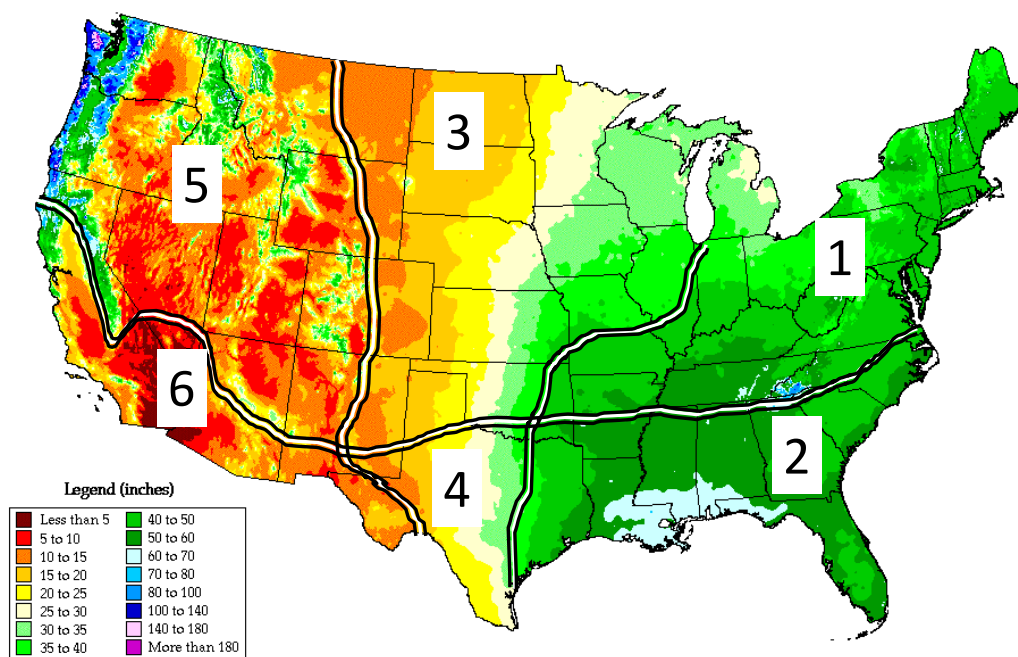 3
5
1
6
2
4
Legend (inches)
Less than 5
5 to 10
10 to 15
15 to 20
20 to 25
25 to 30
30 to 35
35 to 40
40 to 50
50 to 60
60 to 70
70 to 80
80 to 100
100 to 140
140 to 180
More than 180